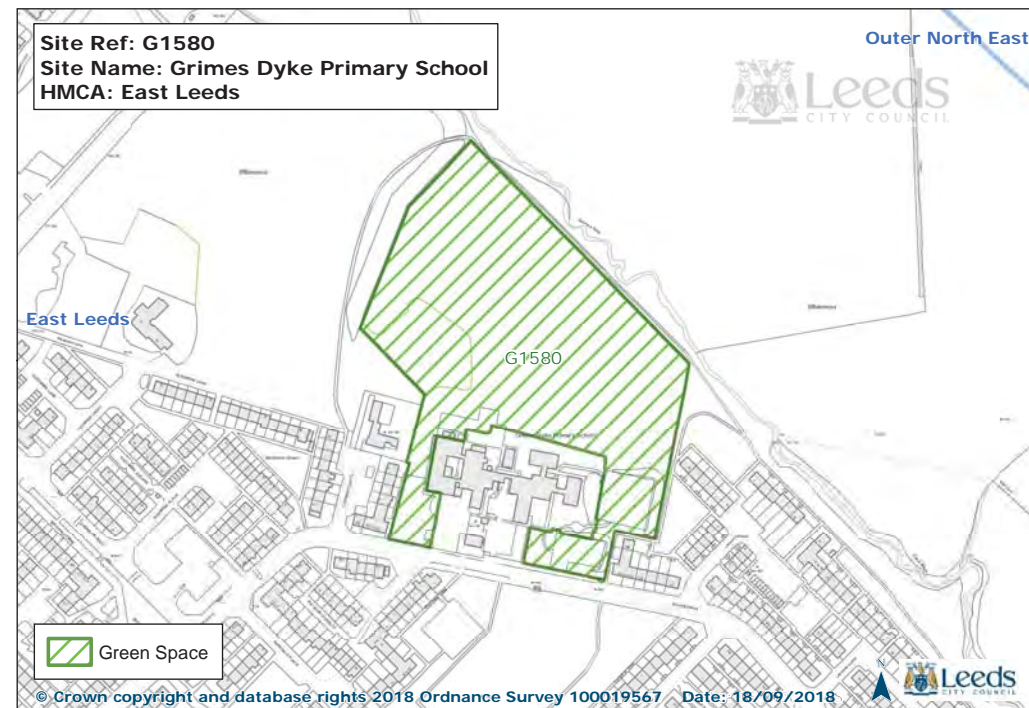 Site Ref: G1580
Site Name: Grimes Dyke Primary School
HMCA: East Leeds
Outer North East
Leeds
CITY COUNCIL
East Leeds
G1580
Green Space
© Crown copyright and database rights 2018 Ordnance Survey 100019567 Date: 18/09/2018
N
Leeds
CITY COUNCIL